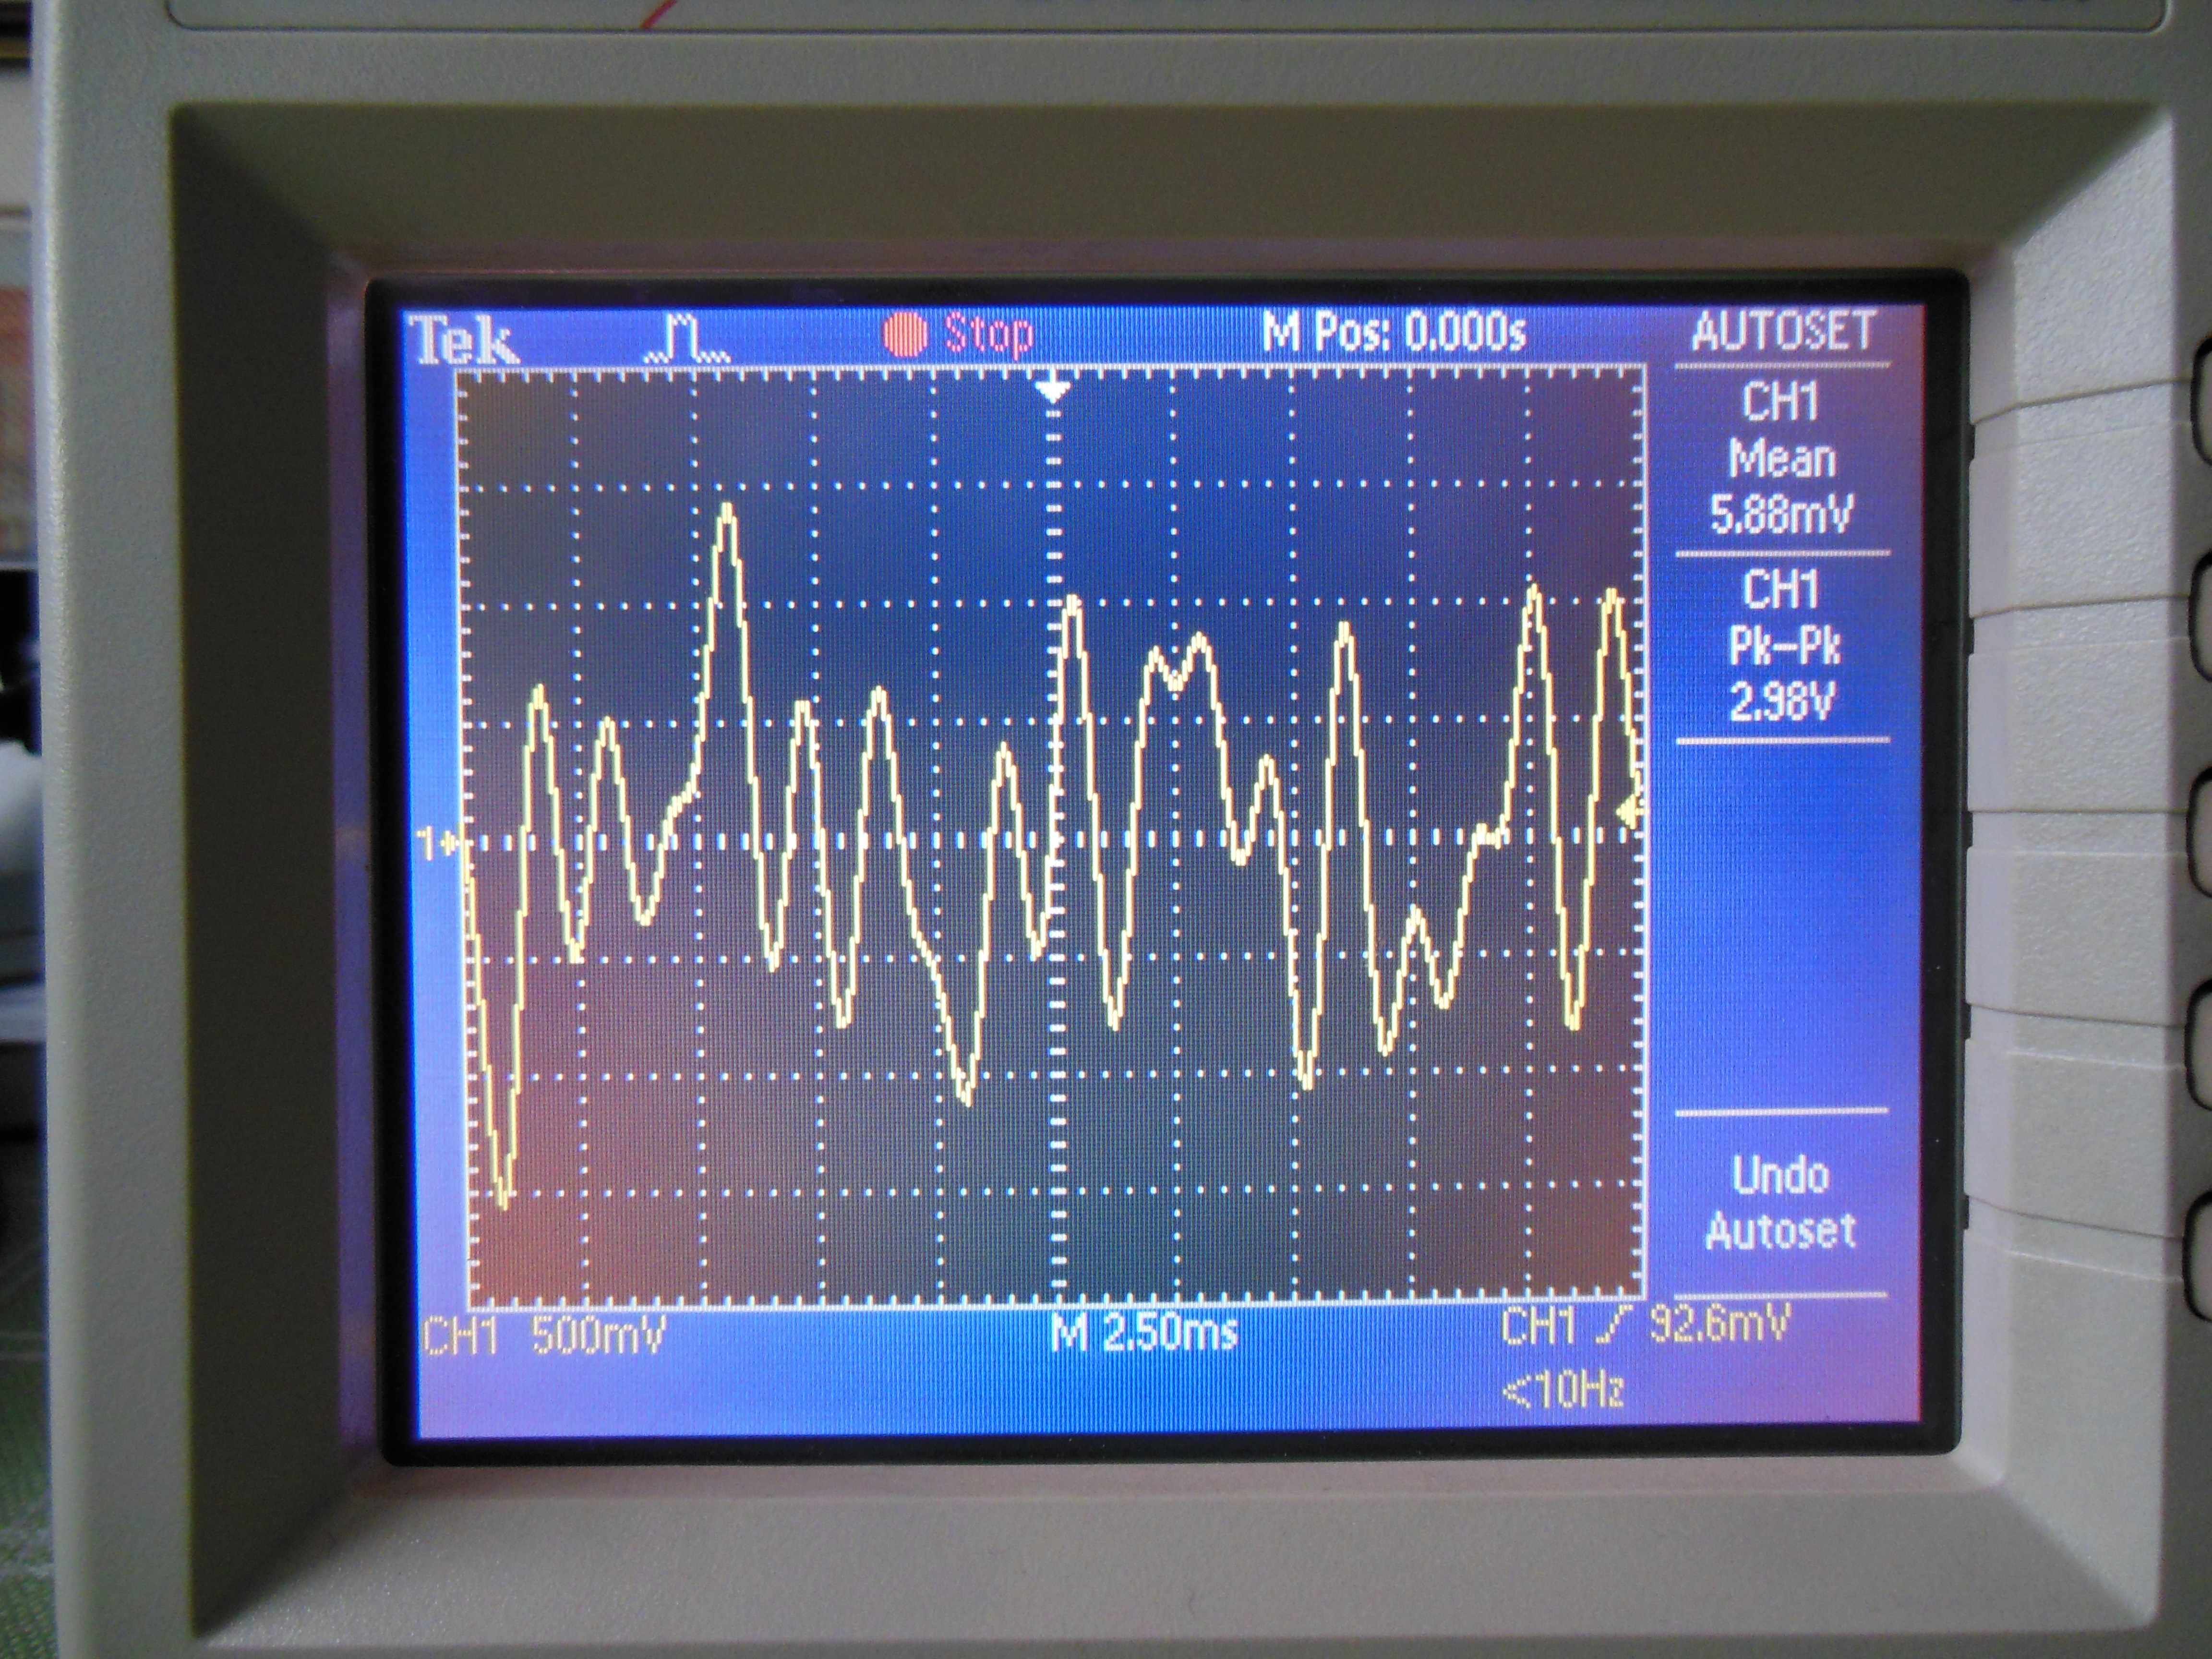 Tek Stop M Pos: 0.000s AUTOSET
CH1
Mean
5.88mV
CH1
Pk-Pk
2.98V
1
Undo
Autoset
CH1 500mV M 2.50ms CH1 92.6mV
<10Hz